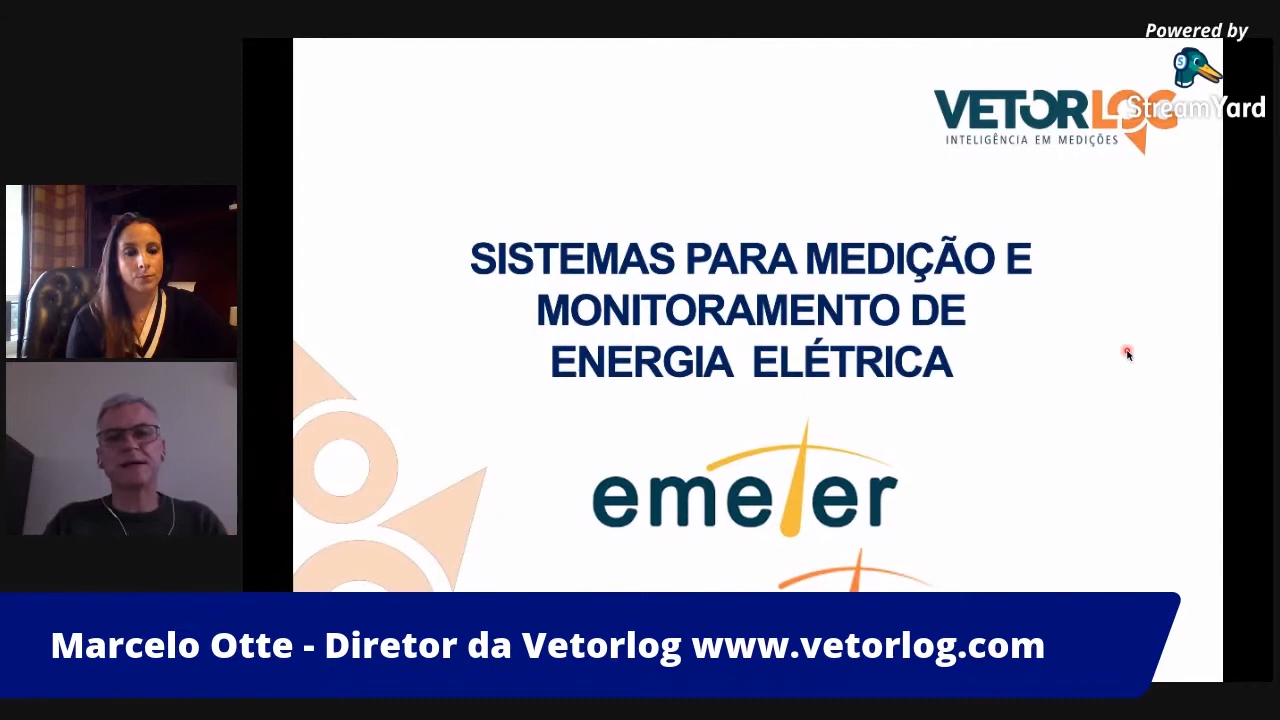 Powered by
StreamYard
VETORLOG
INTELIGÊNCIA EM MEDIÇÕES
SISTEMAS PARA MEDIÇÃO E
MONITORAMENTO DE
ENERGIA ELÉTRICA
emeter
Marcelo Otte - Diretor da Vetorlog www.vetorlog.com